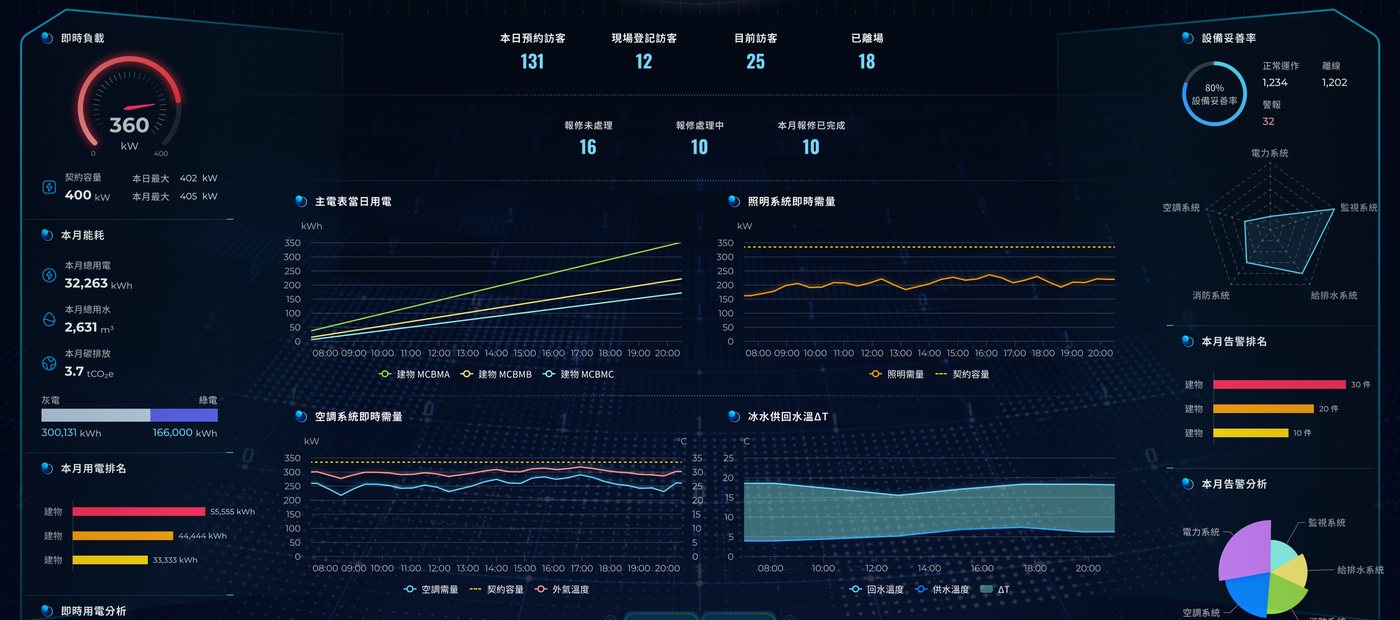 即時負載
360
kW
0
400
契約容量
400 kW
本日最大 402 kW
本月最大 405 kW
本月能耗
本月總用電
32,263 kWh
本月總用水
2,631 m³
本月碳排放
3.7 tCO₂e
灰電 綠電
300,131 kWh 166,000 kWh
本月用電排名
建物 55,555 kWh
建物 44,444 kWh
建物 33,333 kWh
即時用電分析
本日預約訪客 現場登記訪客 目前訪客 已離場
131 12 25 18
報修未處理 報修處理中 本月報修已完成
16 10 10
主電表當日用電
kWh
350
300
250
200
150
100
50
0
08:00 09:00 10:00 11:00 12:00 13:00 14:00 15:00 16:00 17:00 18:00 19:00 20:00
建物 MCBMA 建物 MCBMB 建物 MCBMC
照明系統即時需量
kW
350
300
250
200
150
100
50
0
08:00 09:00 10:00 11:00 12:00 13:00 14:00 15:00 16:00 17:00 18:00 19:00 20:00
照明需量 契約容量
空調系統即時需量
kW °C
350 35
300 30
250 25
200 20
150 15
100 10
50 5
0 0
08:00 09:00 10:00 11:00 12:00 13:00 14:00 15:00 16:00 17:00 18:00 19:00 20:00
空調需量 契約容量 外氣溫度
冰水供回水溫ΔT
°C
25
20
15
10
5
0
08:00 10:00 12:00 14:00 16:00 18:00 20:00
回水溫度 供水溫度 ΔT
設備妥善率
80%
設備妥善率
正常運作 離線
1,234 1,202
警報
32
電力系統
空調系統 監視系統
消防系統 給排水系統
本月告警排名
建物 30 件
建物 20 件
建物 10 件
本月告警分析
監視系統
電力系統
給排水系統
空調系統
消防系統